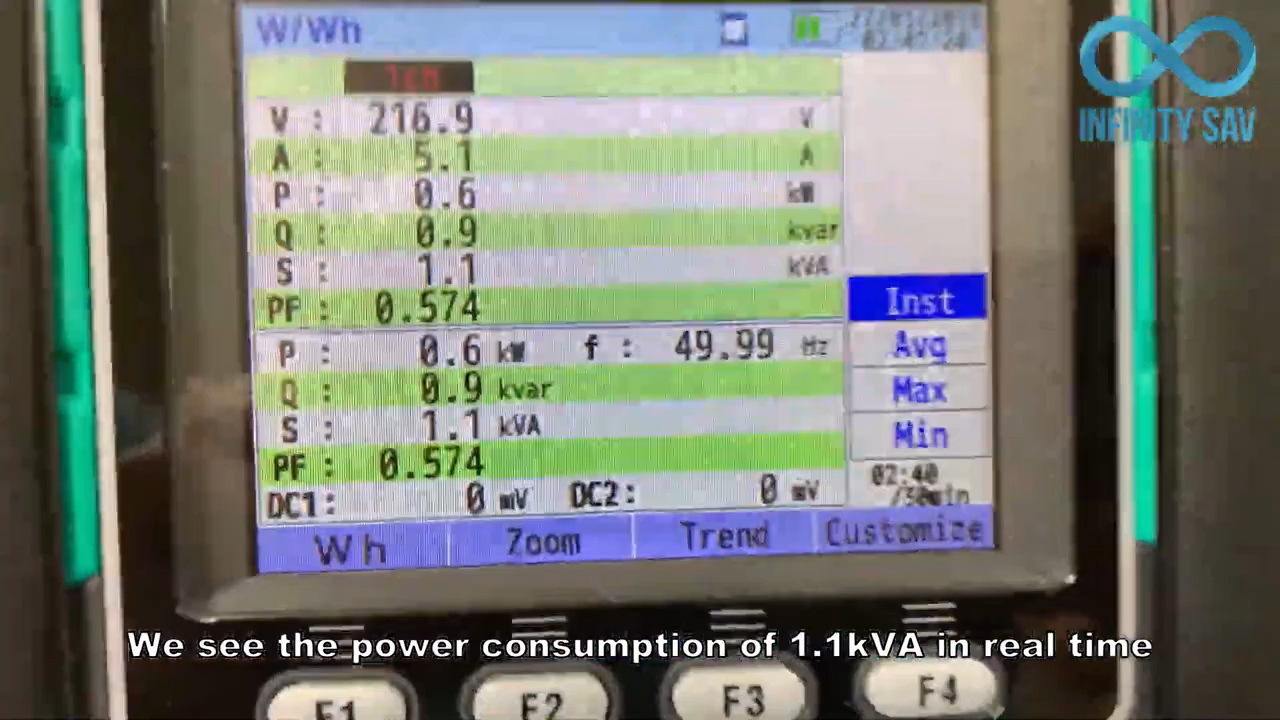 W/Wh
INFINITY SAV
1ch
V : 216.9 V
A : 5.1 A
P : 0.6 kW
Q : 0.9 kvar
S : 1.1 kVA
PF : 0.574
Inst
P : 0.6 kW f : 49.99 Hz
Avg
Q : 0.9 kvar
Max
S : 1.1 kVA
Min
PF : 0.574
02:40
/30min
DC1: 0 mV DC2: 0 mV
Wh Zoom Trend Customize
We see the power consumption of 1.1kVA in real time
F1 F2 F3 F4